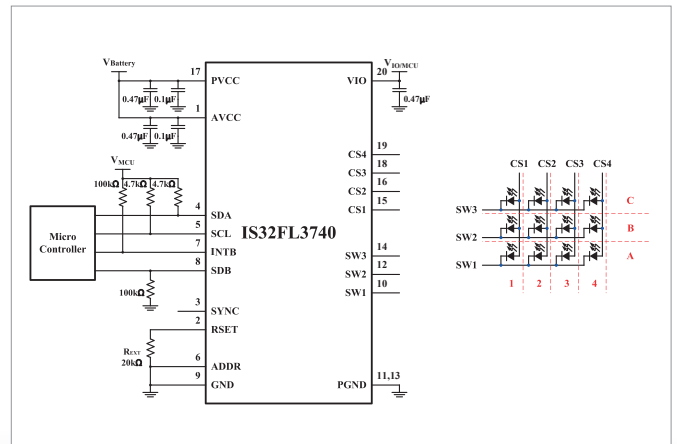 VBattery
17
PVCC
0.47µF
0.1µF
1
AVCC
0.47µF
0.1µF
VMCU
100kΩ
4.7kΩ
4.7kΩ
Micro
Controller
4
SDA
5
SCL
7
INTB
8
SDB
100kΩ
3
SYNC
2
RSET
REXT
20kΩ
6
ADDR
9
GND
IS32FL3740
VIO/MCU
20
VIO
0.47µF
19
CS4
18
CS3
16
CS2
15
CS1
14
SW3
12
SW2
10
SW1
11,13
PGND
CS1 CS2 CS3 CS4
SW3
C
SW2
B
SW1
A
1 2 3 4